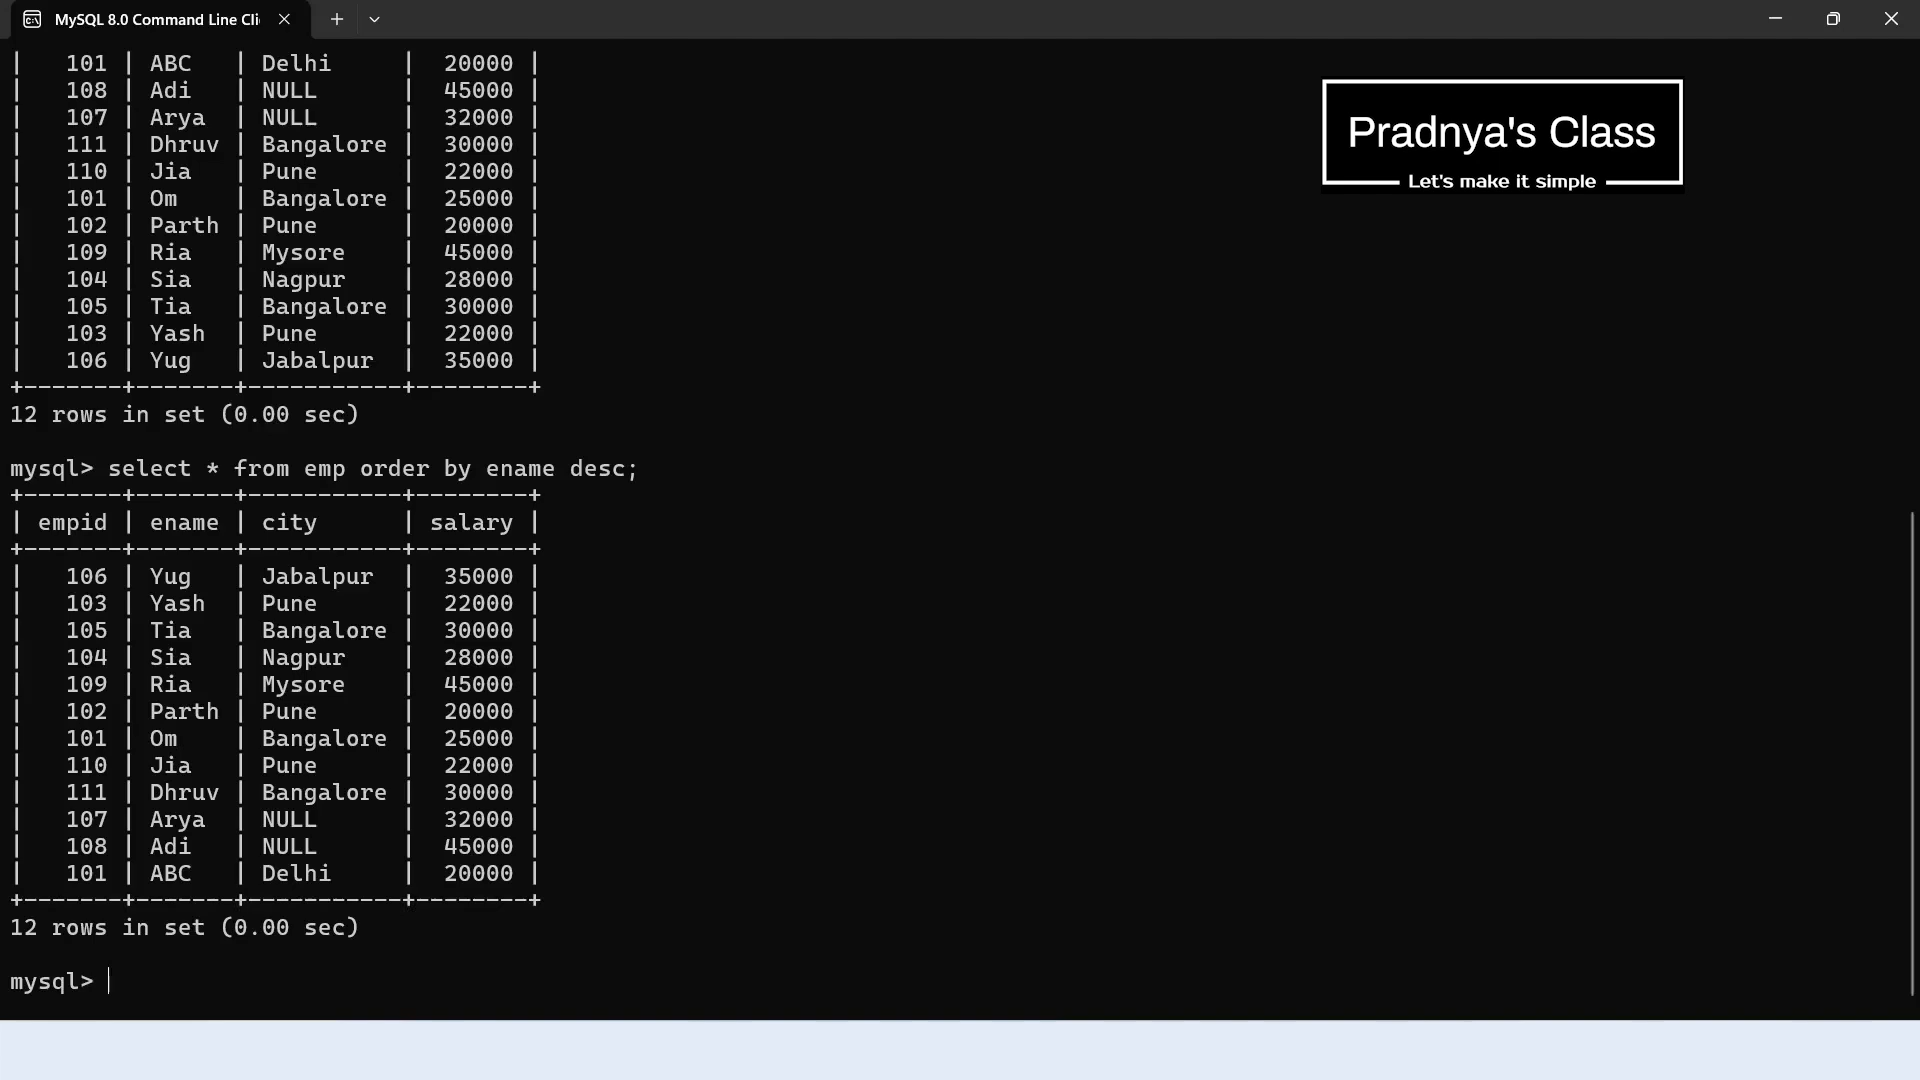 MySQL 8.0 Command Line Cli
| 101 | ABC | Delhi | 20000 |
| 108 | Adi | NULL | 45000 |
| 107 | Arya | NULL | 32000 |
| 111 | Dhruv | Bangalore | 30000 |
| 110 | Jia | Pune | 22000 |
| 101 | Om | Bangalore | 25000 |
| 102 | Parth | Pune | 20000 |
| 109 | Ria | Mysore | 45000 |
| 104 | Sia | Nagpur | 28000 |
| 105 | Tia | Bangalore | 30000 |
| 103 | Yash | Pune | 22000 |
| 106 | Yug | Jabalpur | 35000 |
+-------+-------+-----------+--------+
12 rows in set (0.00 sec)
mysql> select * from emp order by ename desc;
+-------+-------+-----------+--------+
| empid | ename | city | salary |
+-------+-------+-----------+--------+
| 106 | Yug | Jabalpur | 35000 |
| 103 | Yash | Pune | 22000 |
| 105 | Tia | Bangalore | 30000 |
| 104 | Sia | Nagpur | 28000 |
| 109 | Ria | Mysore | 45000 |
| 102 | Parth | Pune | 20000 |
| 101 | Om | Bangalore | 25000 |
| 110 | Jia | Pune | 22000 |
| 111 | Dhruv | Bangalore | 30000 |
| 107 | Arya | NULL | 32000 |
| 108 | Adi | NULL | 45000 |
| 101 | ABC | Delhi | 20000 |
+-------+-------+-----------+--------+
12 rows in set (0.00 sec)
mysql>
Pradnya's Class
Let's make it simple